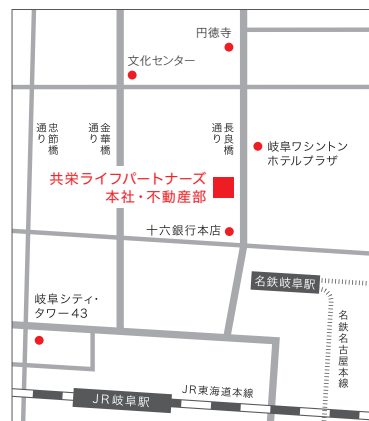 円徳寺
文化センター
忠節橋
通り
金華橋
通り
長良橋
通り
岐阜ワシントン
ホテルプラザ
共栄ライフパートナーズ
本社・不動産部
十六銀行本店
名鉄岐阜駅
岐阜シティ・
タワー43
名鉄名古屋本線
JR東海道本線
JR岐阜駅